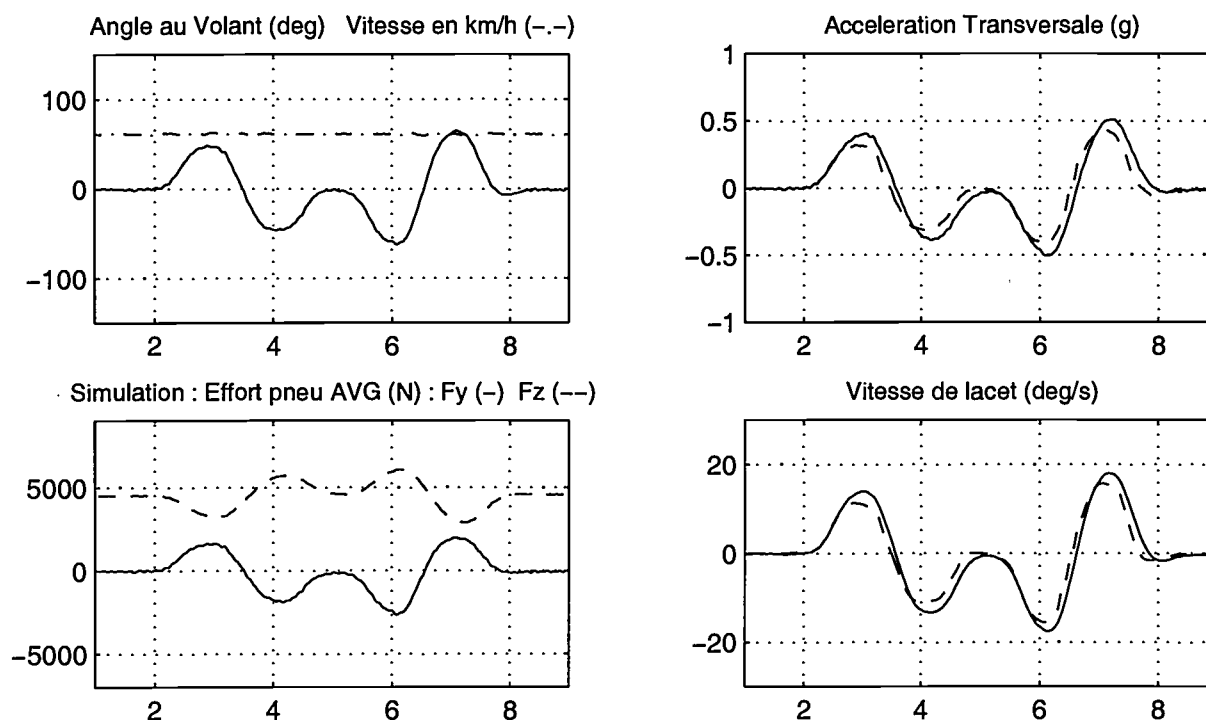 Angle au Volant (deg) Vitesse en km/h (-.-)
100
0
-100
2 4 6 8
Acceleration Transversale (g)
1
0.5
0
-0.5
-1
2 4 6 8
Simulation : Effort pneu AVG (N) : Fy (-) Fz (--)
5000
0
-5000
2 4 6 8
Vitesse de lacet (deg/s)
20
0
-20
2 4 6 8